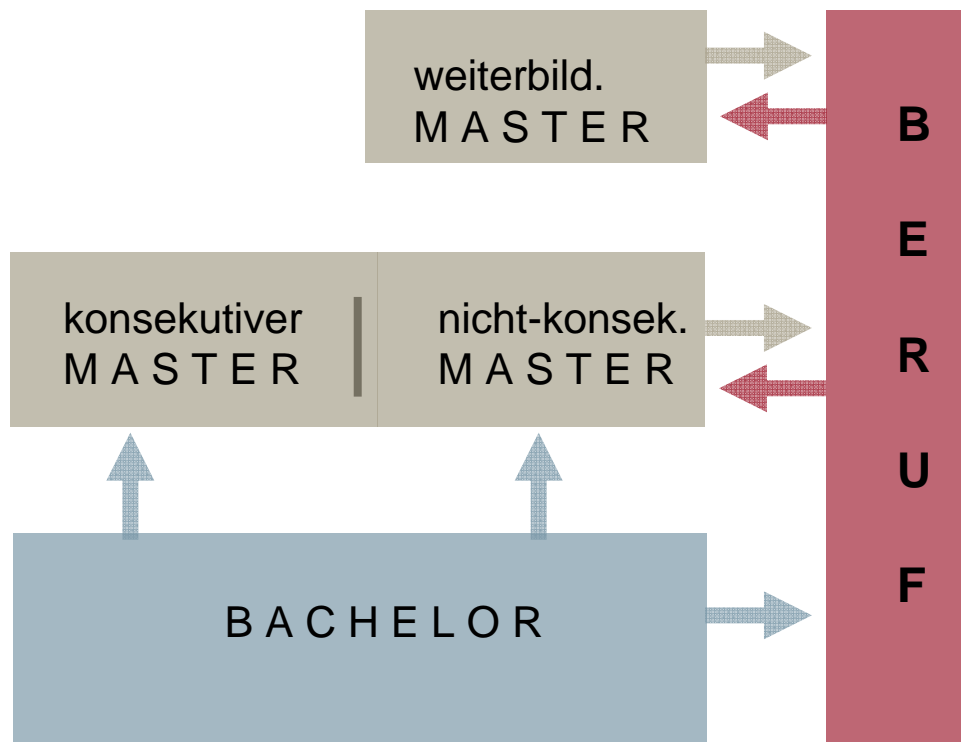 weiterbild.
M A S T E R
konsekutiver
M A S T E R
nicht-konsek.
M A S T E R
B A C H E L O R
B
E
R
U
F